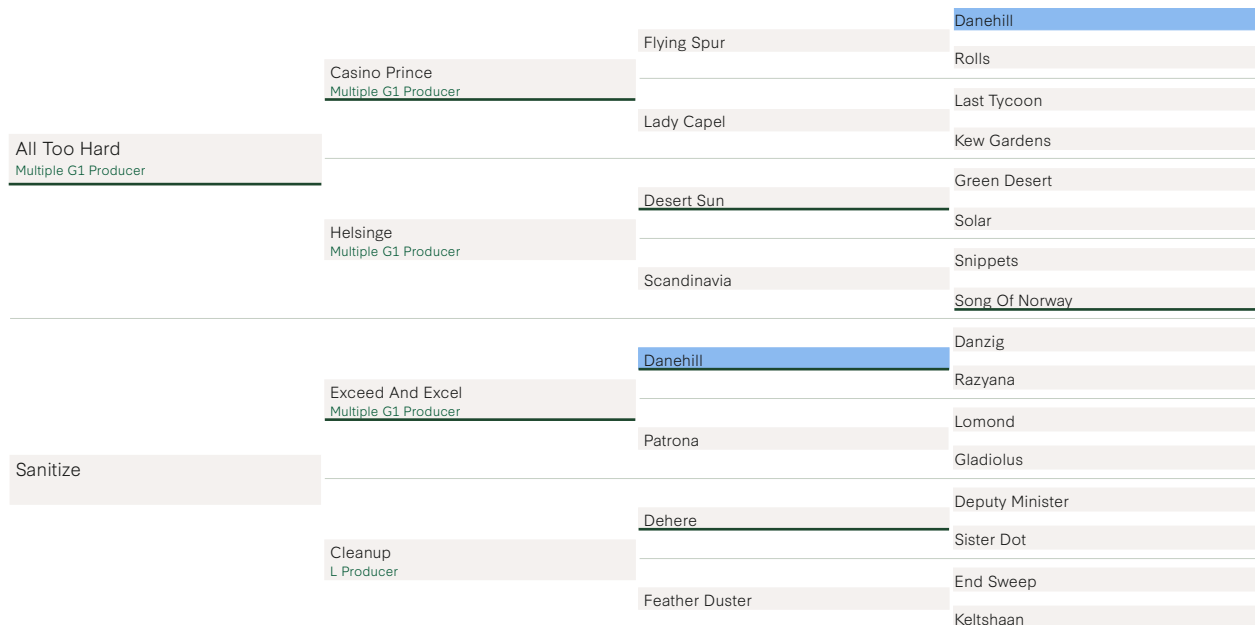 All Too Hard
Multiple G1 Producer
Sanitize
Casino Prince
Multiple G1 Producer
Helsinge
Multiple G1 Producer
Exceed And Excel
Multiple G1 Producer
Cleanup
L Producer
Flying Spur
Lady Capel
Desert Sun
Scandinavia
Danehill
Patrona
Dehere
Feather Duster
Danehill
Rolls
Last Tycoon
Kew Gardens
Green Desert
Solar
Snippets
Song Of Norway
Danzig
Razyana
Lomond
Gladiolus
Deputy Minister
Sister Dot
End Sweep
Keltshaan